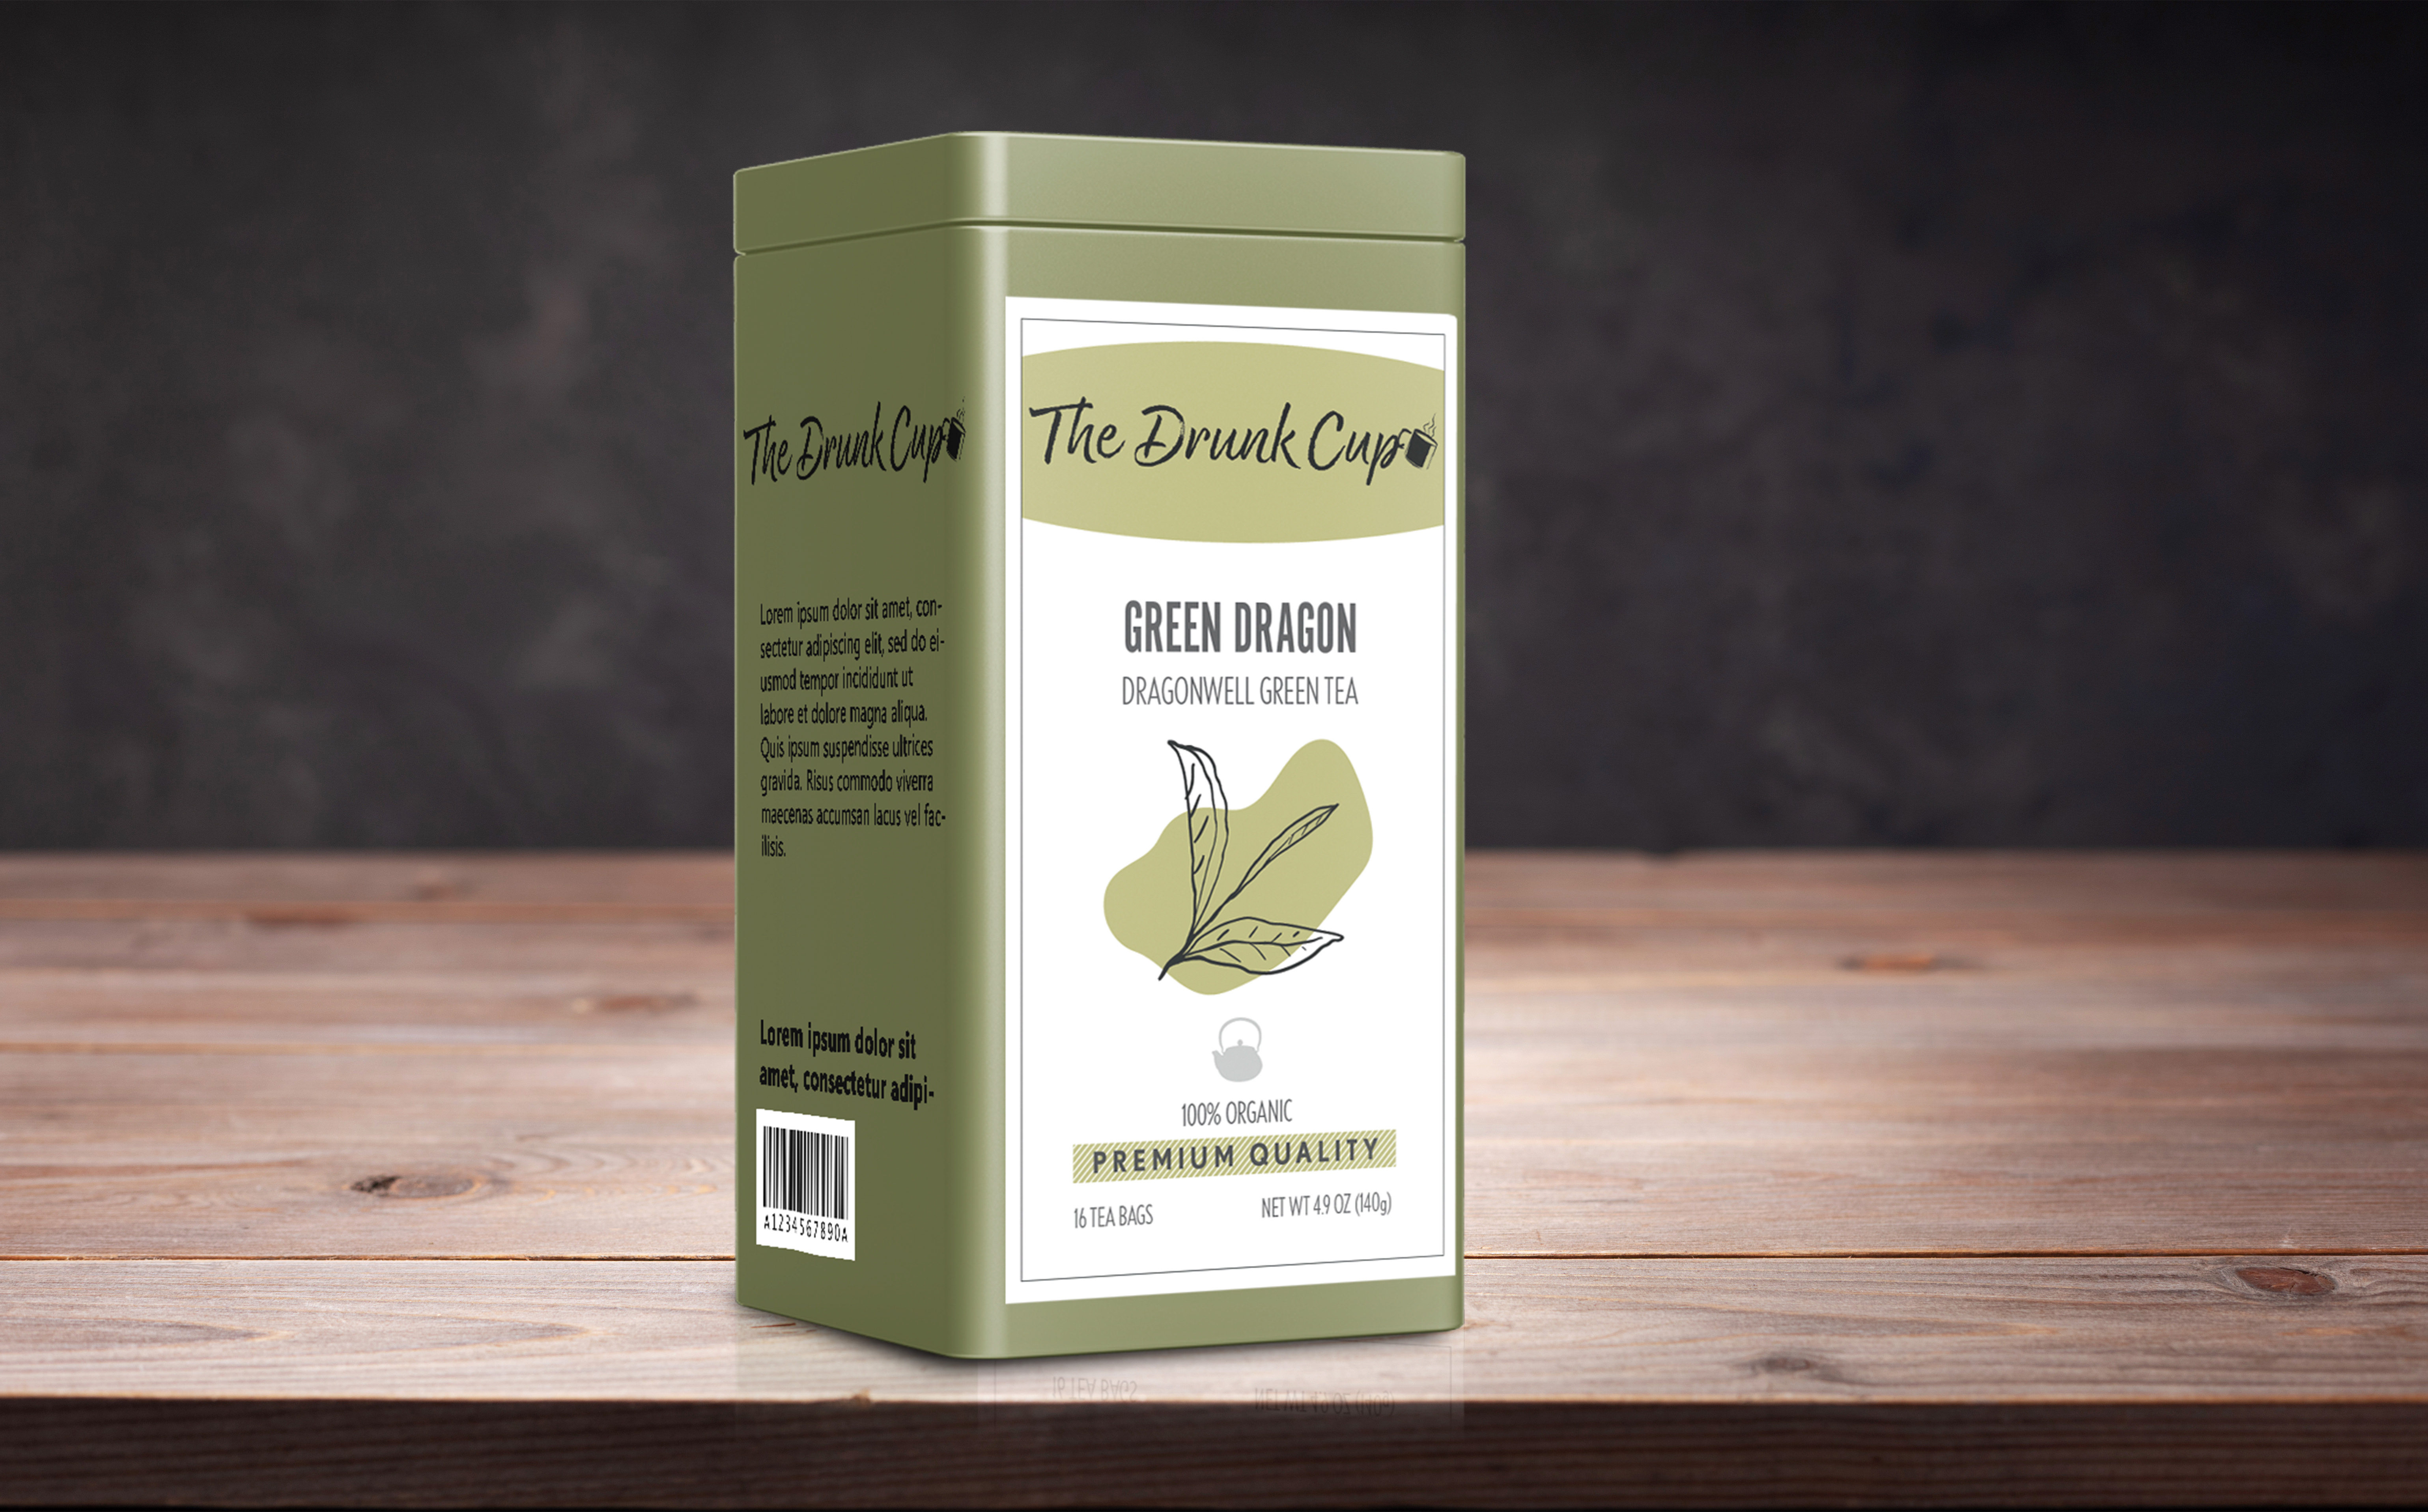 The Drunk Cup
Lorem ipsum dolor sit amet, con-
sectetur adipiscing elit, sed do ei-
usmod tempor incididunt ut
labore et dolore magna aliqua.
Quis ipsum suspendisse ultrices
gravida. Risus commodo viverra
maecenas accumsan lacus vel fac-
ilisis.
Lorem ipsum dolor sit
amet, consectetur adipi-
A1234567890A
The Drunk Cup
GREEN DRAGON
DRAGONWELL GREEN TEA
100% ORGANIC
PREMIUM QUALITY
16 TEA BAGS
NET WT 4.9 OZ (140g)